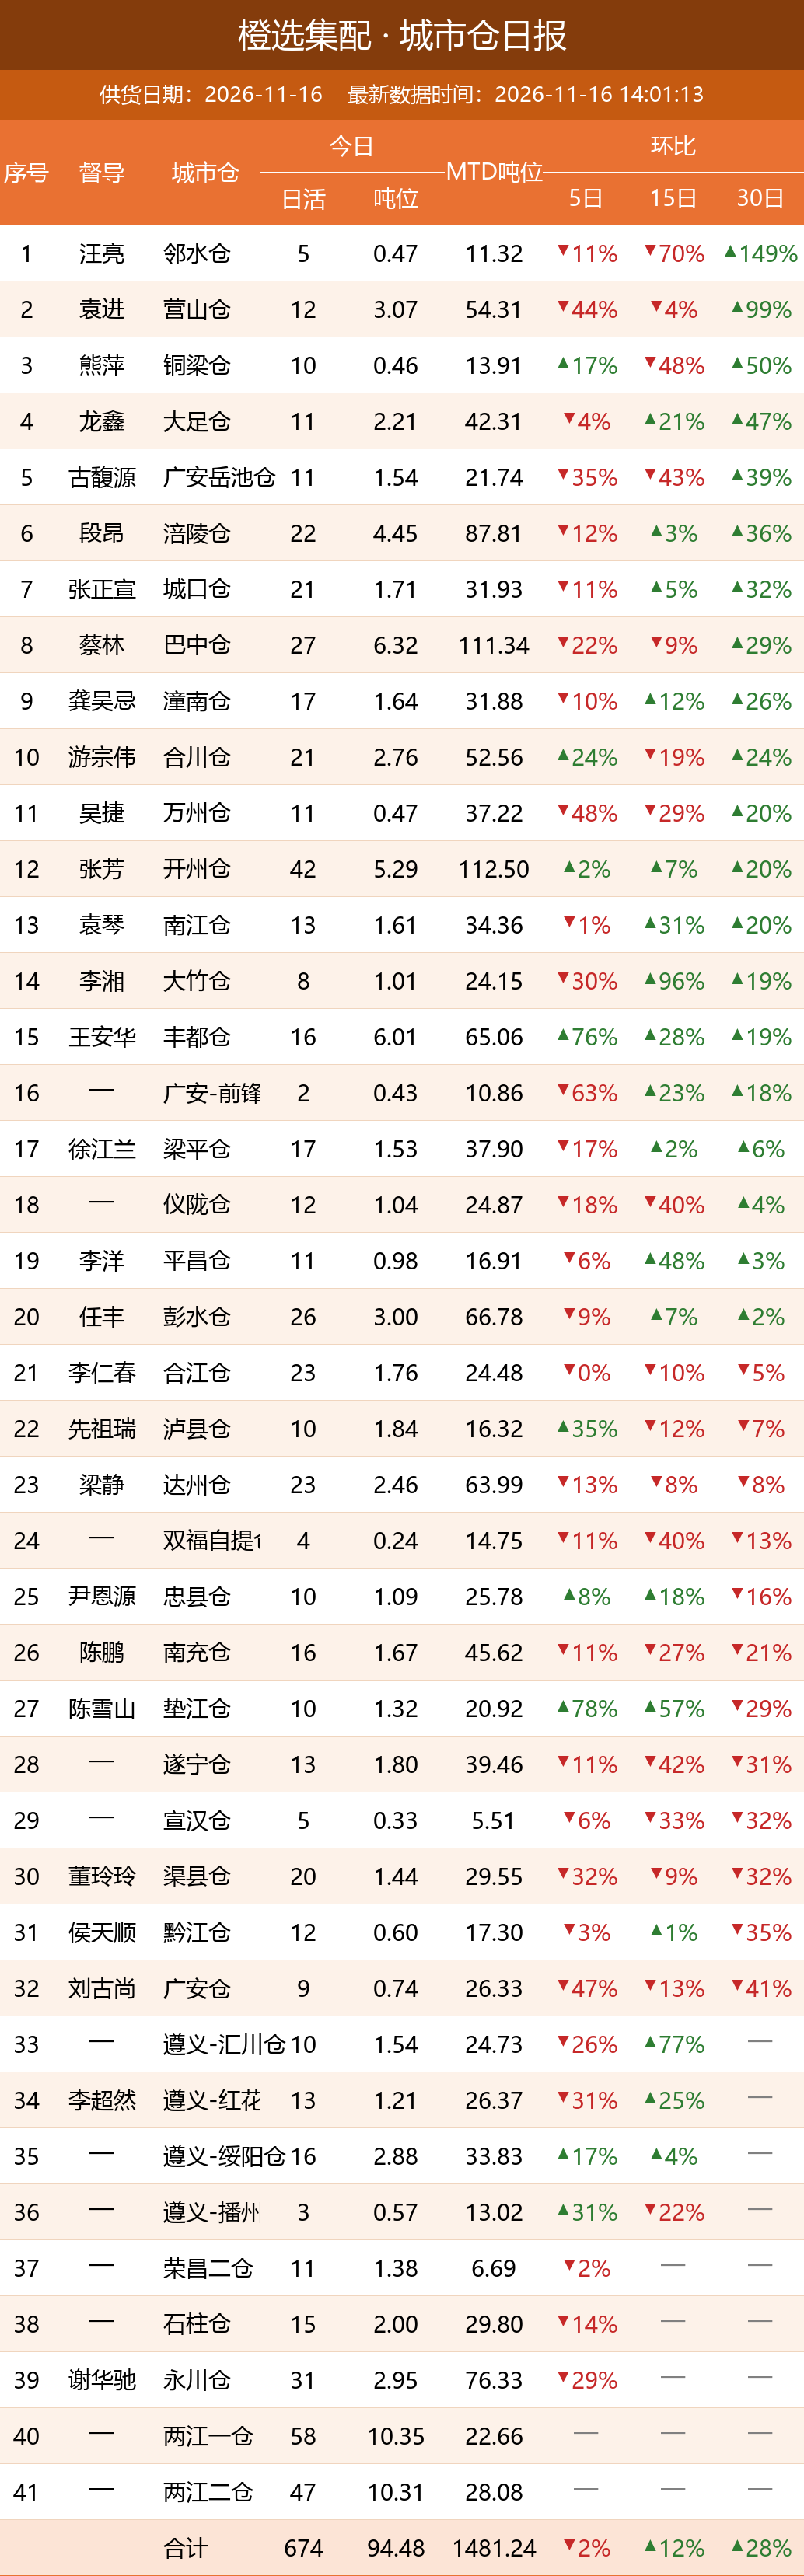 橙选集配 · 城市仓日报
供货日期：2026-11-16 最新数据时间：2026-11-16 14:01:13
序号 督导 城市仓 今日 MTD吨位 环比
日活 吨位 5日 15日 30日
1 汪亮 邻水仓 5 0.47 11.32 ▼11% ▼70% ▲149%
2 袁进 营山仓 12 3.07 54.31 ▼44% ▼4% ▲99%
3 熊萍 铜梁仓 10 0.46 13.91 ▲17% ▼48% ▲50%
4 龙鑫 大足仓 11 2.21 42.31 ▼4% ▲21% ▲47%
5 古馥源 广安岳池仓 11 1.54 21.74 ▼35% ▼43% ▲39%
6 段昂 涪陵仓 22 4.45 87.81 ▼12% ▲3% ▲36%
7 张正宣 城口仓 21 1.71 31.93 ▼11% ▲5% ▲32%
8 蔡林 巴中仓 27 6.32 111.34 ▼22% ▼9% ▲29%
9 龚吴忌 潼南仓 17 1.64 31.88 ▼10% ▲12% ▲26%
10 游宗伟 合川仓 21 2.76 52.56 ▲24% ▼19% ▲24%
11 吴捷 万州仓 11 0.47 37.22 ▼48% ▼29% ▲20%
12 张芳 开州仓 42 5.29 112.50 ▲2% ▲7% ▲20%
13 袁琴 南江仓 13 1.61 34.36 ▼1% ▲31% ▲20%
14 李湘 大竹仓 8 1.01 24.15 ▼30% ▲96% ▲19%
15 王安华 丰都仓 16 6.01 65.06 ▲76% ▲28% ▲19%
16 — 广安-前锋 2 0.43 10.86 ▼63% ▲23% ▲18%
17 徐江兰 梁平仓 17 1.53 37.90 ▼17% ▲2% ▲6%
18 — 仪陇仓 12 1.04 24.87 ▼18% ▼40% ▲4%
19 李洋 平昌仓 11 0.98 16.91 ▼6% ▲48% ▲3%
20 任丰 彭水仓 26 3.00 66.78 ▼9% ▲7% ▲2%
21 李仁春 合江仓 23 1.76 24.48 ▼0% ▼10% ▼5%
22 先祖瑞 泸县仓 10 1.84 16.32 ▲35% ▼12% ▼7%
23 梁静 达州仓 23 2.46 63.99 ▼13% ▼8% ▼8%
24 — 双福自提 4 0.24 14.75 ▼11% ▼40% ▼13%
25 尹恩源 忠县仓 10 1.09 25.78 ▲8% ▲18% ▼16%
26 陈鹏 南充仓 16 1.67 45.62 ▼11% ▼27% ▼21%
27 陈雪山 垫江仓 10 1.32 20.92 ▲78% ▲57% ▼29%
28 — 遂宁仓 13 1.80 39.46 ▼11% ▼42% ▼31%
29 — 宣汉仓 5 0.33 5.51 ▼6% ▼33% ▼32%
30 董玲玲 渠县仓 20 1.44 29.55 ▼32% ▼9% ▼32%
31 侯天顺 黔江仓 12 0.60 17.30 ▼3% ▲1% ▼35%
32 刘古尚 广安仓 9 0.74 26.33 ▼47% ▼13% ▼41%
33 — 遵义-汇川仓 10 1.54 24.73 ▼26% ▲77% —
34 李超然 遵义-红花 13 1.21 26.37 ▼31% ▲25% —
35 — 遵义-绥阳仓 16 2.88 33.83 ▲17% ▲4% —
36 — 遵义-播州 3 0.57 13.02 ▲31% ▼22% —
37 — 荣昌二仓 11 1.38 6.69 ▼2% — —
38 — 石柱仓 15 2.00 29.80 ▼14% — —
39 谢华驰 永川仓 31 2.95 76.33 ▼29% — —
40 — 两江一仓 58 10.35 22.66 — — —
41 — 两江二仓 47 10.31 28.08 — — —
合计 674 94.48 1481.24 ▼2% ▲12% ▲28%